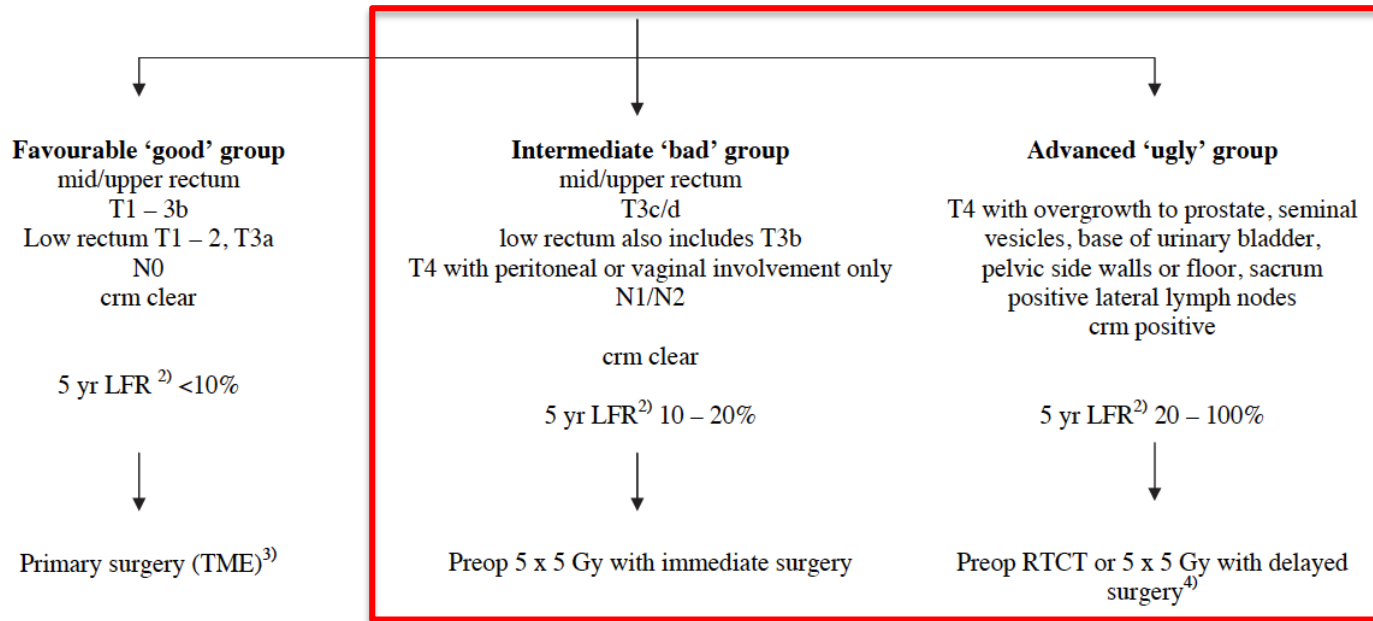 Favourable ‘good’ group
mid/upper rectum
T1 – 3b
Low rectum T1 – 2, T3a
N0
crm clear
5 yr LFR 2) <10%
Primary surgery (TME)3)
Intermediate ‘bad’ group
mid/upper rectum
T3c/d
low rectum also includes T3b
T4 with peritoneal or vaginal involvement only
N1/N2
crm clear
5 yr LFR2) 10 – 20%
Preop 5 x 5 Gy with immediate surgery
Advanced ‘ugly’ group
T4 with overgrowth to prostate, seminal
vesicles, base of urinary bladder,
pelvic side walls or floor, sacrum
positive lateral lymph nodes
crm positive
5 yr LFR2) 20 – 100%
Preop RTCT or 5 x 5 Gy with delayed
surgery4)